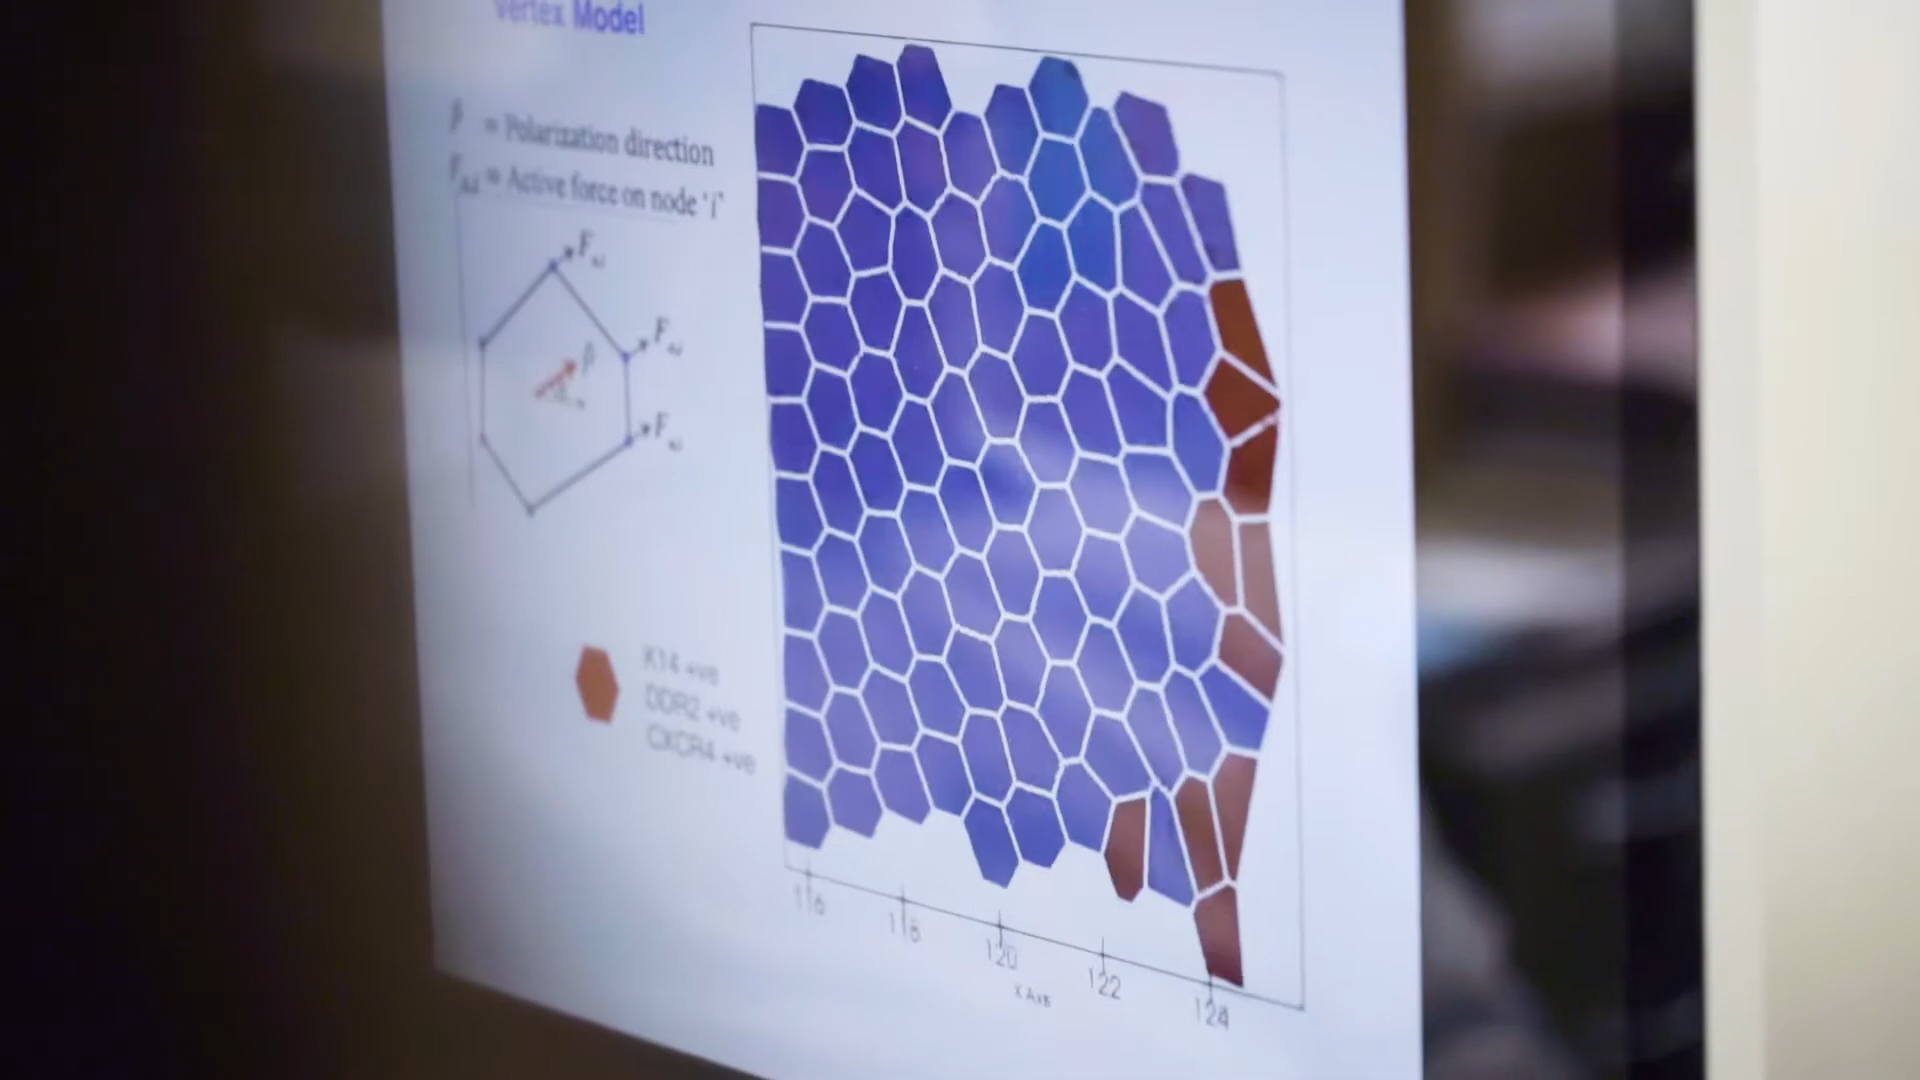 Vertex Model
p̂ = Polarization direction
= Active force on node 'i'
F
F
p̂
F
K14 +ve
DDR2 +ve
CXCR4 +ve
116
118
120
122
124
X Axis